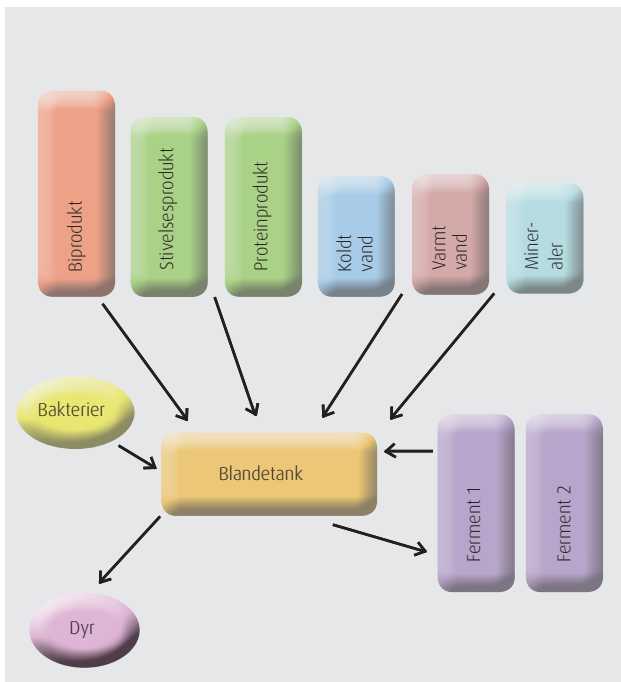 Biprodukt
Stivelsesprodukt
Proteinprodukt
Koldt
vand
Varmt
vand
Miner-
aler
Bakterier
Blandetank
Ferment 1
Ferment 2
Dyr